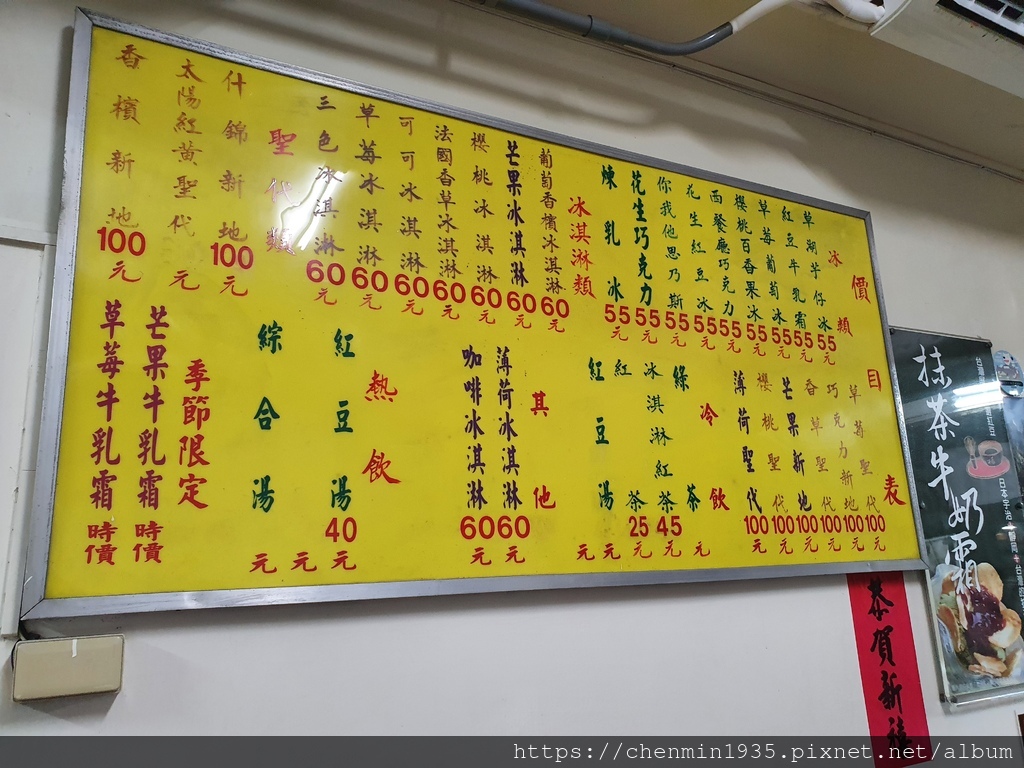 價目表
冰類
草湖芋仔冰55元
紅豆牛乳霜55元
草莓葡萄冰55元
櫻桃百香果冰55元
西餐廳巧克力55元
花生紅豆冰55元
你我他思乃斯55元
花生巧克力55元
煉乳冰55元
冰淇淋類
葡萄香檳冰淇淋60元
芒果冰淇淋60元
櫻桃冰淇淋60元
法國香草冰淇淋60元
可可冰淇淋60元
草莓冰淇淋60元
三色冰淇淋60元
聖代類
什錦新地100元
太陽紅黃聖代元
香檳新地100元
草莓聖代100元
巧克力新地100元
香草聖代100元
芒果新地100元
櫻桃聖代100元
薄荷聖代100元
冷飲
綠茶元
冰淇淋紅茶45元
紅茶25元
元
紅豆湯元
其他
薄荷冰淇淋60元
咖啡冰淇淋60元
熱飲
紅豆湯40元
元
綜合湯元
季節限定
芒果牛乳霜時價
草莓牛乳霜時價
抹茶牛奶霜
恭賀新禧
https://chenmin1935.pixnet.net/album